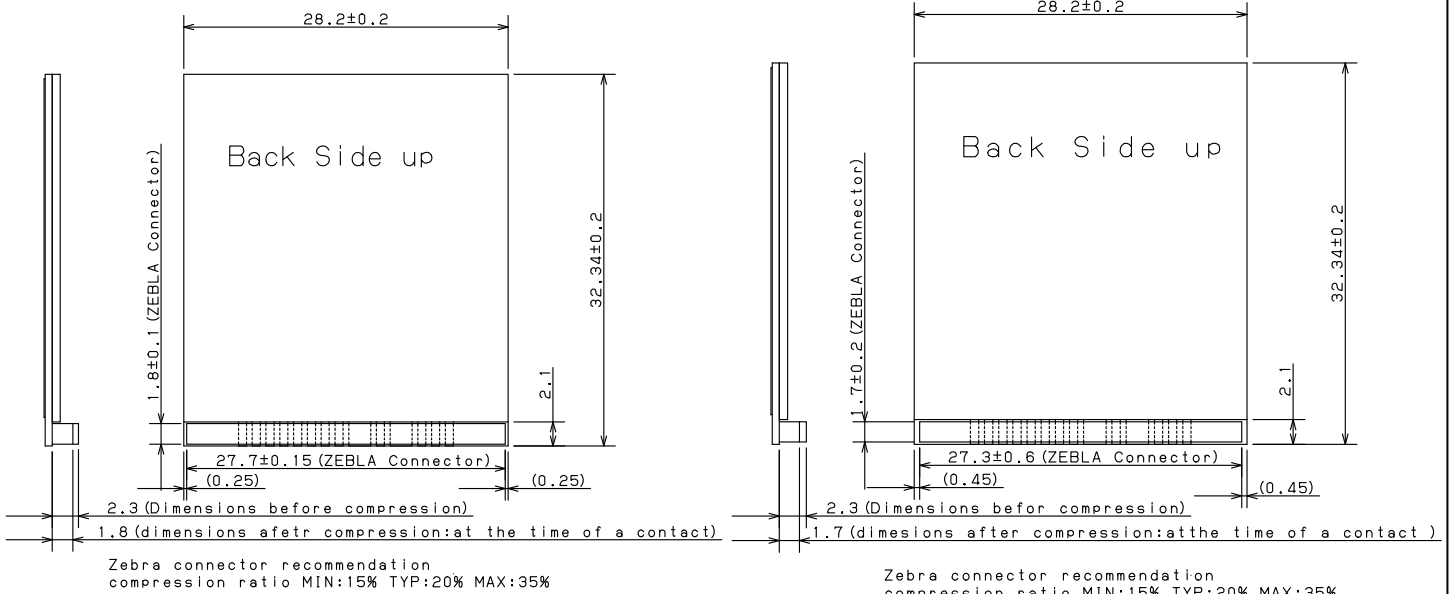 28.2±0.2
Back Side up
1.8±0.1(ZEBLA Connector)
32.34±0.2
2.1
27.7±0.15(ZEBLA Connector)
(0.25)
(0.25)
2.3(Dimensions before compression)
1.8(dimensions afetr compression:at the time of a contact)
Zebra connector recommendation
compression ratio MIN:15% TYP:20% MAX:35%
28.2±0.2
Back Side up
1.7±0.2(ZEBLA Connector)
32.34±0.2
2.1
27.3±0.6(ZEBLA Connector)
(0.45)
(0.45)
2.3(Dimensions befor compression)
1.7(dimesions after compression:atthe time of a contact )
Zebra connector recommendation
compression ratio MIN:15% TYP:20% MAX:35%